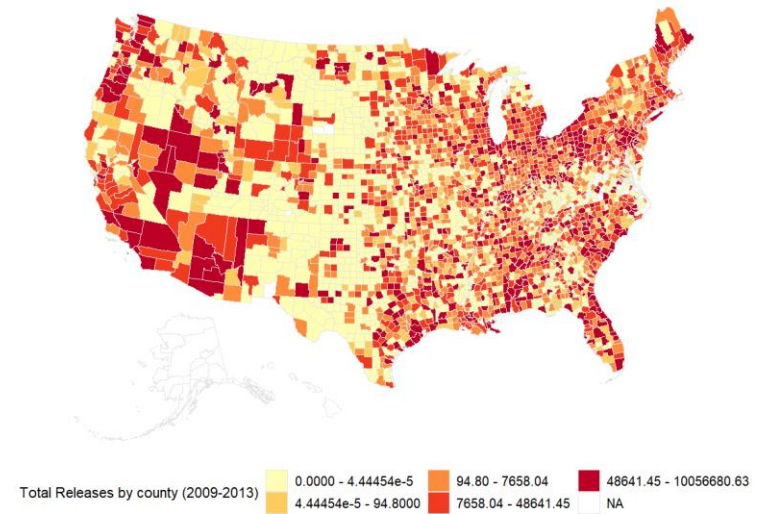 Total Releases by county (2009-2013)
0.0000 - 4.44454e-5
4.44454e-5 - 94.8000
94.80 - 7658.04
7658.04 - 48641.45
48641.45 - 10056680.63
NA